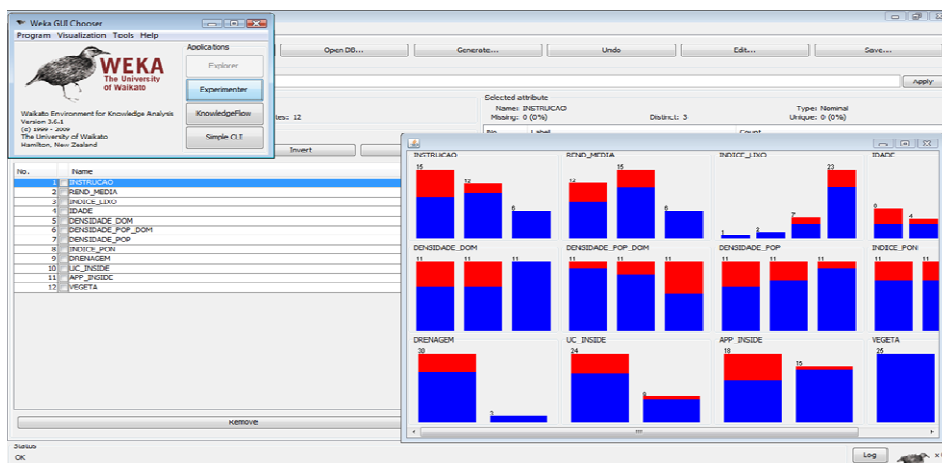 Weka GUI Chooser
Program Visualization Tools Help
WEKA
The University
of Waikato
Waikato Environment for Knowledge Analysis
Version 3.6.1
(c) 1999 - 2009
The University of Waikato
Hamilton, New Zealand
Applications
Explorer
Experimenter
KnowledgeFlow
Simple CLI
Open DB...
Generate...
Undo
Edit...
Save...
Apply
tes: 12
Selected attribute
Name: INSTRUCAO
Type: Nominal
Missing: 0 (0%)
Distinct: 3
Unique: 0 (0%)
No.
Label
Count
Invert
No. Name
1 INSTRUCAO
2 REND_MEDIA
3 INDICE_LIXO
4 IDADE
5 DENSIDADE_DOM
6 DENSIDADE_POP_DOM
7 DENSIDADE_POP
8 INDICE_PON
9 DRENAGEM
10 UC_INSIDE
11 APP_INSIDE
12 VEGETA
Remove
INSTRUCAO REND_MEDIA INDICE_LIXO IDADE
15 12 6 12 15 6 1 2 7 23 4
DENSIDADE_DOM DENSIDADE_POP_DOM DENSIDADE_POP INDICE_PON
11 11 11 11 11 11 11 11 11 11 11
DRENAGEM UC_INSIDE APP_INSIDE VEGETA
30 3 24 9 18 15 25
Status
OK
Log